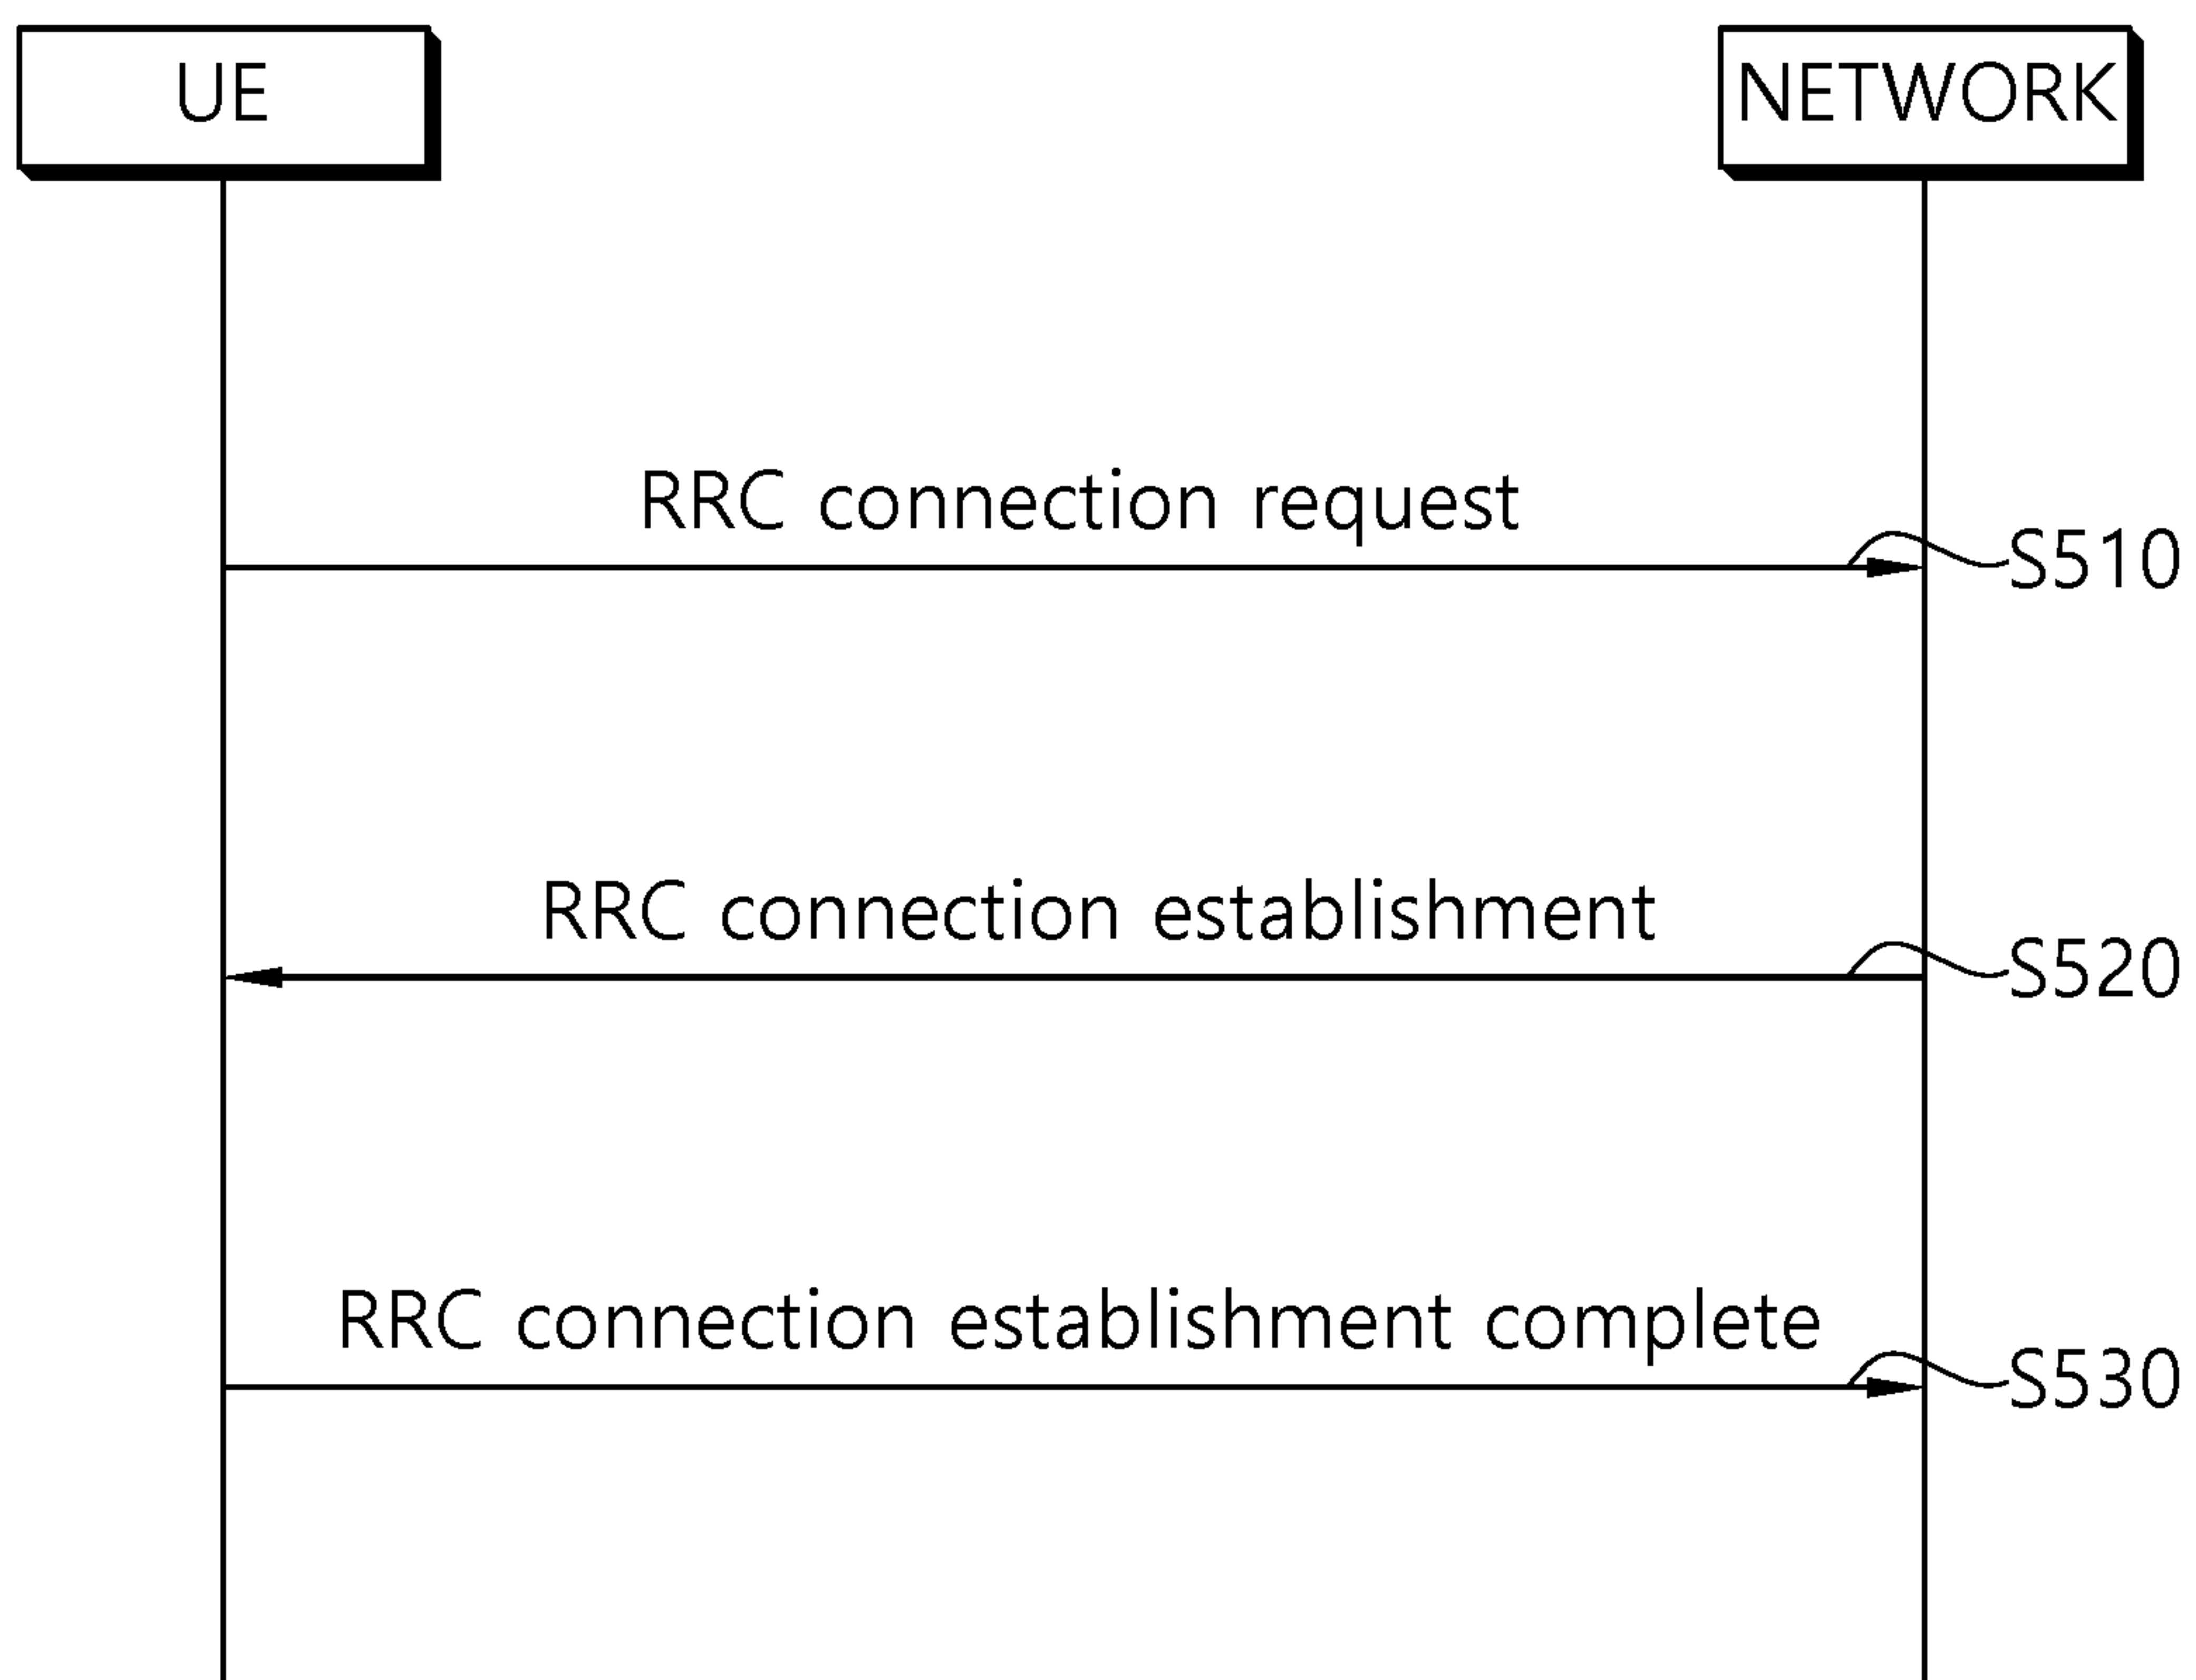 UE
NETWORK
RRC connection request
S510
RRC connection establishment
S520
RRC connection establishment complete
S530